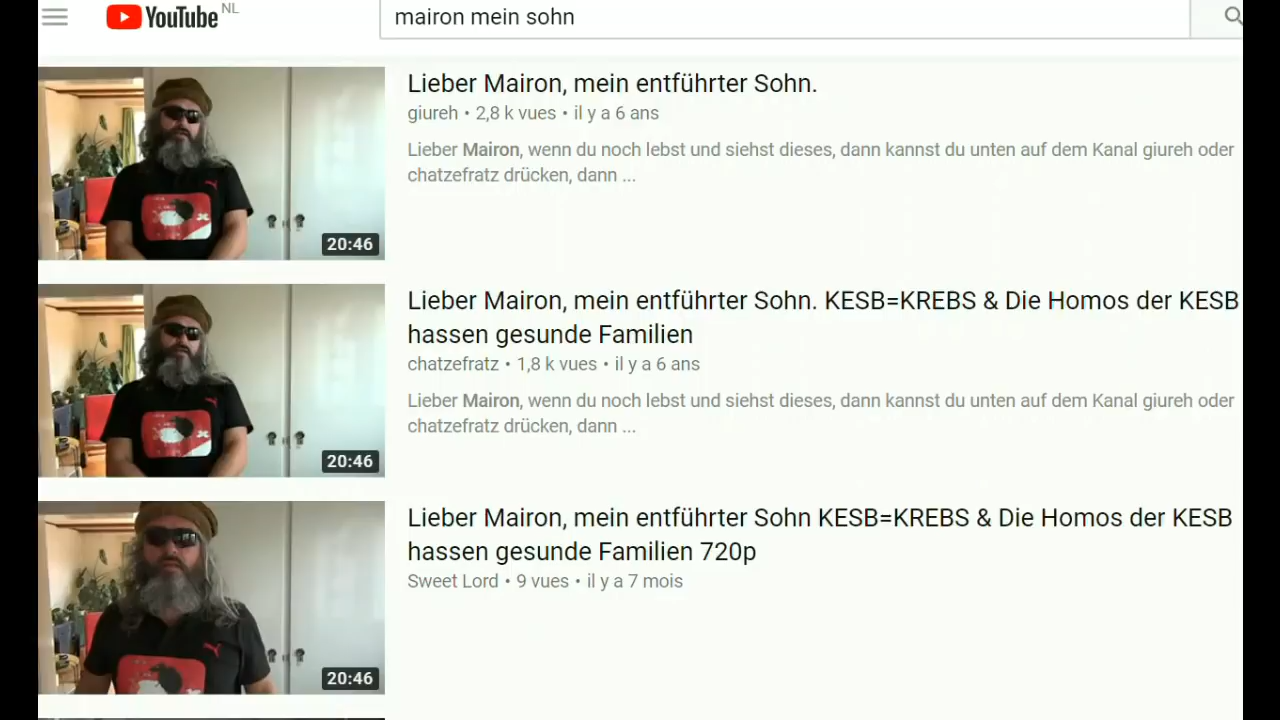 YouTube NL
mairon mein sohn
Lieber Mairon, mein entführter Sohn.
giureh • 2,8 k vues • il y a 6 ans
Lieber Mairon, wenn du noch lebst und siehst dieses, dann kannst du unten auf dem Kanal giureh oder
chatzefratz drücken, dann ...
20:46
Lieber Mairon, mein entführter Sohn. KESB=KREBS & Die Homos der KESB
hassen gesunde Familien
chatzefratz • 1,8 k vues • il y a 6 ans
Lieber Mairon, wenn du noch lebst und siehst dieses, dann kannst du unten auf dem Kanal giureh oder
chatzefratz drücken, dann ...
20:46
Lieber Mairon, mein entführter Sohn KESB=KREBS & Die Homos der KESB
hassen gesunde Familien 720p
Sweet Lord • 9 vues • il y a 7 mois
20:46